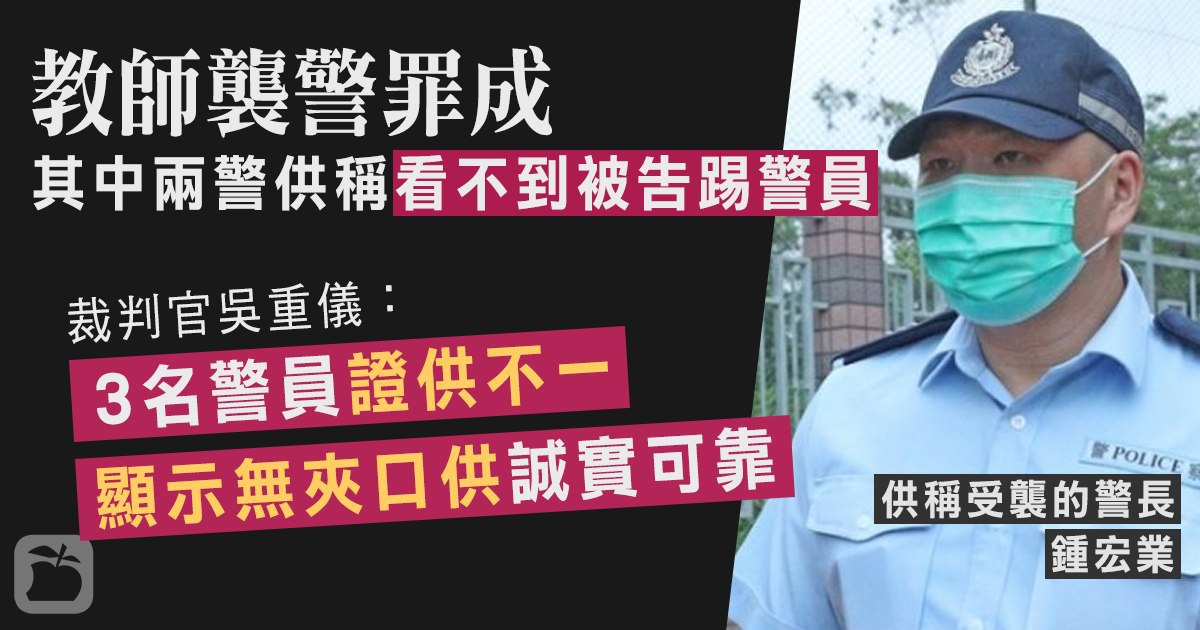 教師襲警罪成
其中兩警供稱看不到被告踢警員
裁判官吳重儀：
3名警員證供不一
顯示無夾口供誠實可靠
警 POLICE 察
供稱受襲的警長
鍾宏業